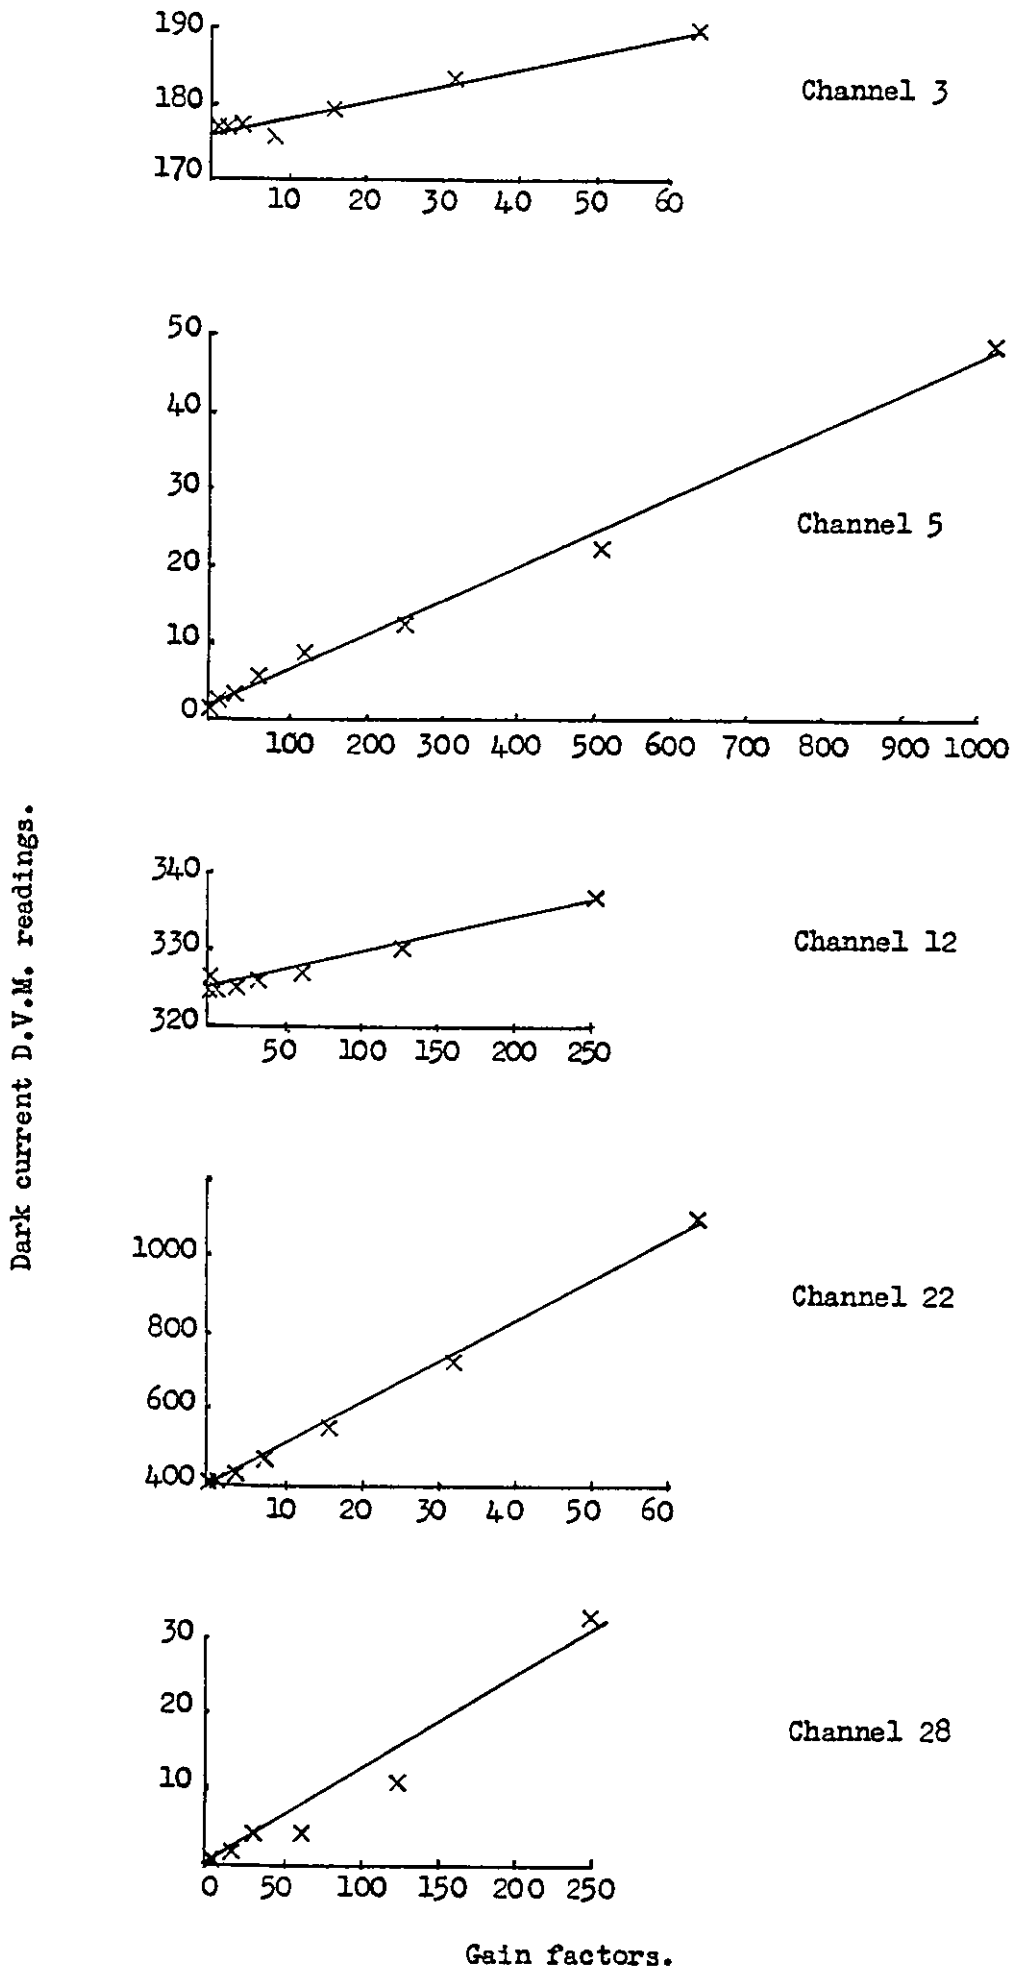 190
180
170
10 20 30 40 50 60
Channel 3
50
40
30
20
10
0
100 200 300 400 500 600 700 800 900 1000
Channel 5
340
330
320
50 100 150 200 250
Channel 12
1000
800
600
400
10 20 30 40 50 60
Channel 22
30
20
10
0 50 100 150 200 250
Channel 28
Dark current D.V.M. readings.
Gain factors.